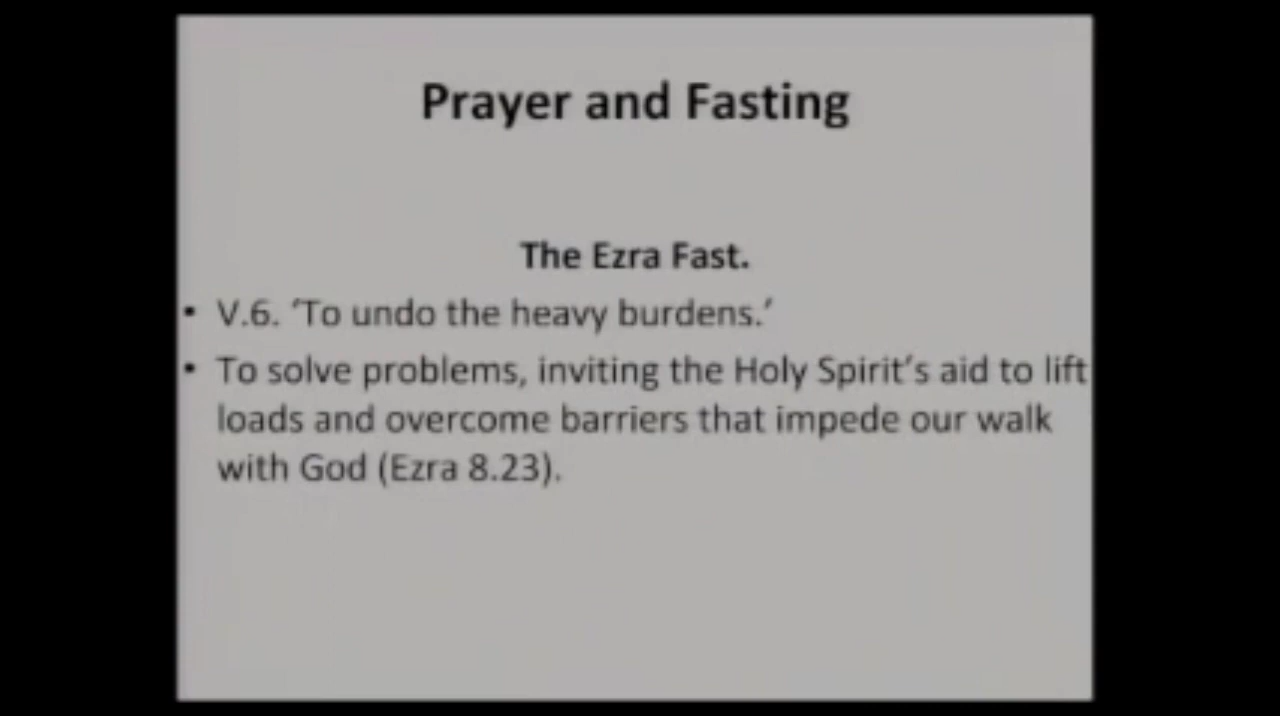 Prayer and Fasting
The Ezra Fast.
• V.6. ‘To undo the heavy burdens.’
• To solve problems, inviting the Holy Spirit’s aid to lift
loads and overcome barriers that impede our walk
with God (Ezra 8.23).